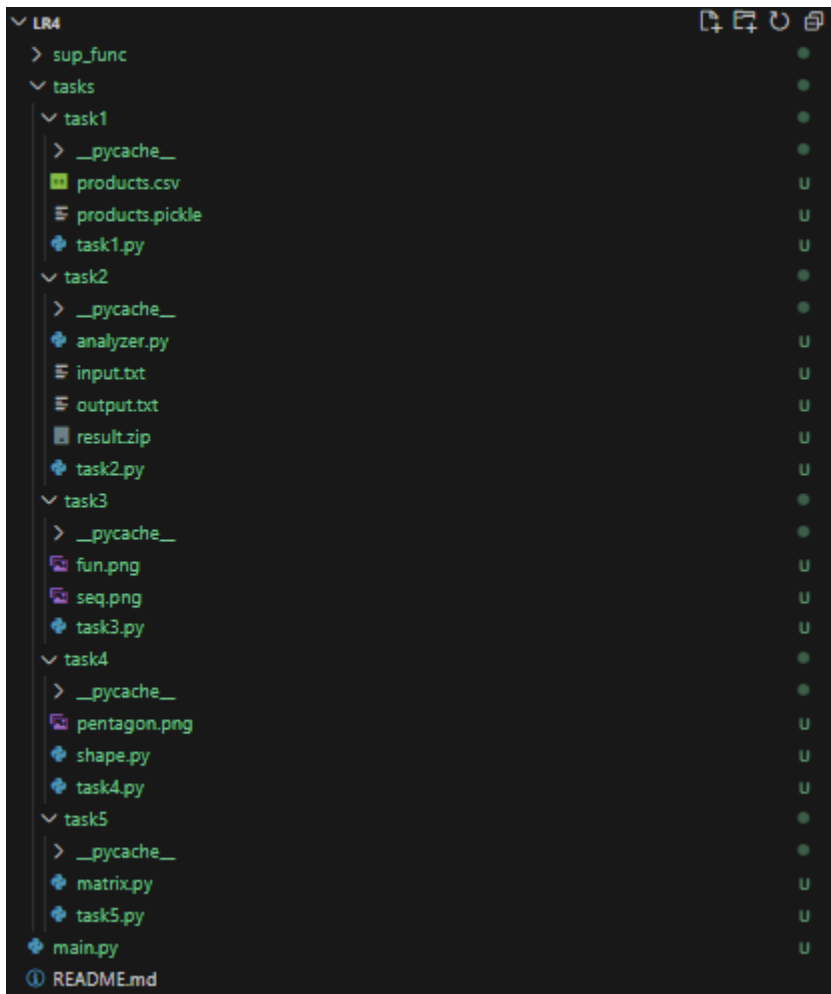 LR4
sup_func
tasks
task1
__pycache__
products.csv U
products.pickle U
task1.py U
task2
__pycache__
analyzer.py U
input.txt U
output.txt U
result.zip U
task2.py U
task3
__pycache__
fun.png U
seq.png U
task3.py U
task4
__pycache__
pentagon.png U
shape.py U
task4.py U
task5
__pycache__
matrix.py U
task5.py U
main.py U
README.md